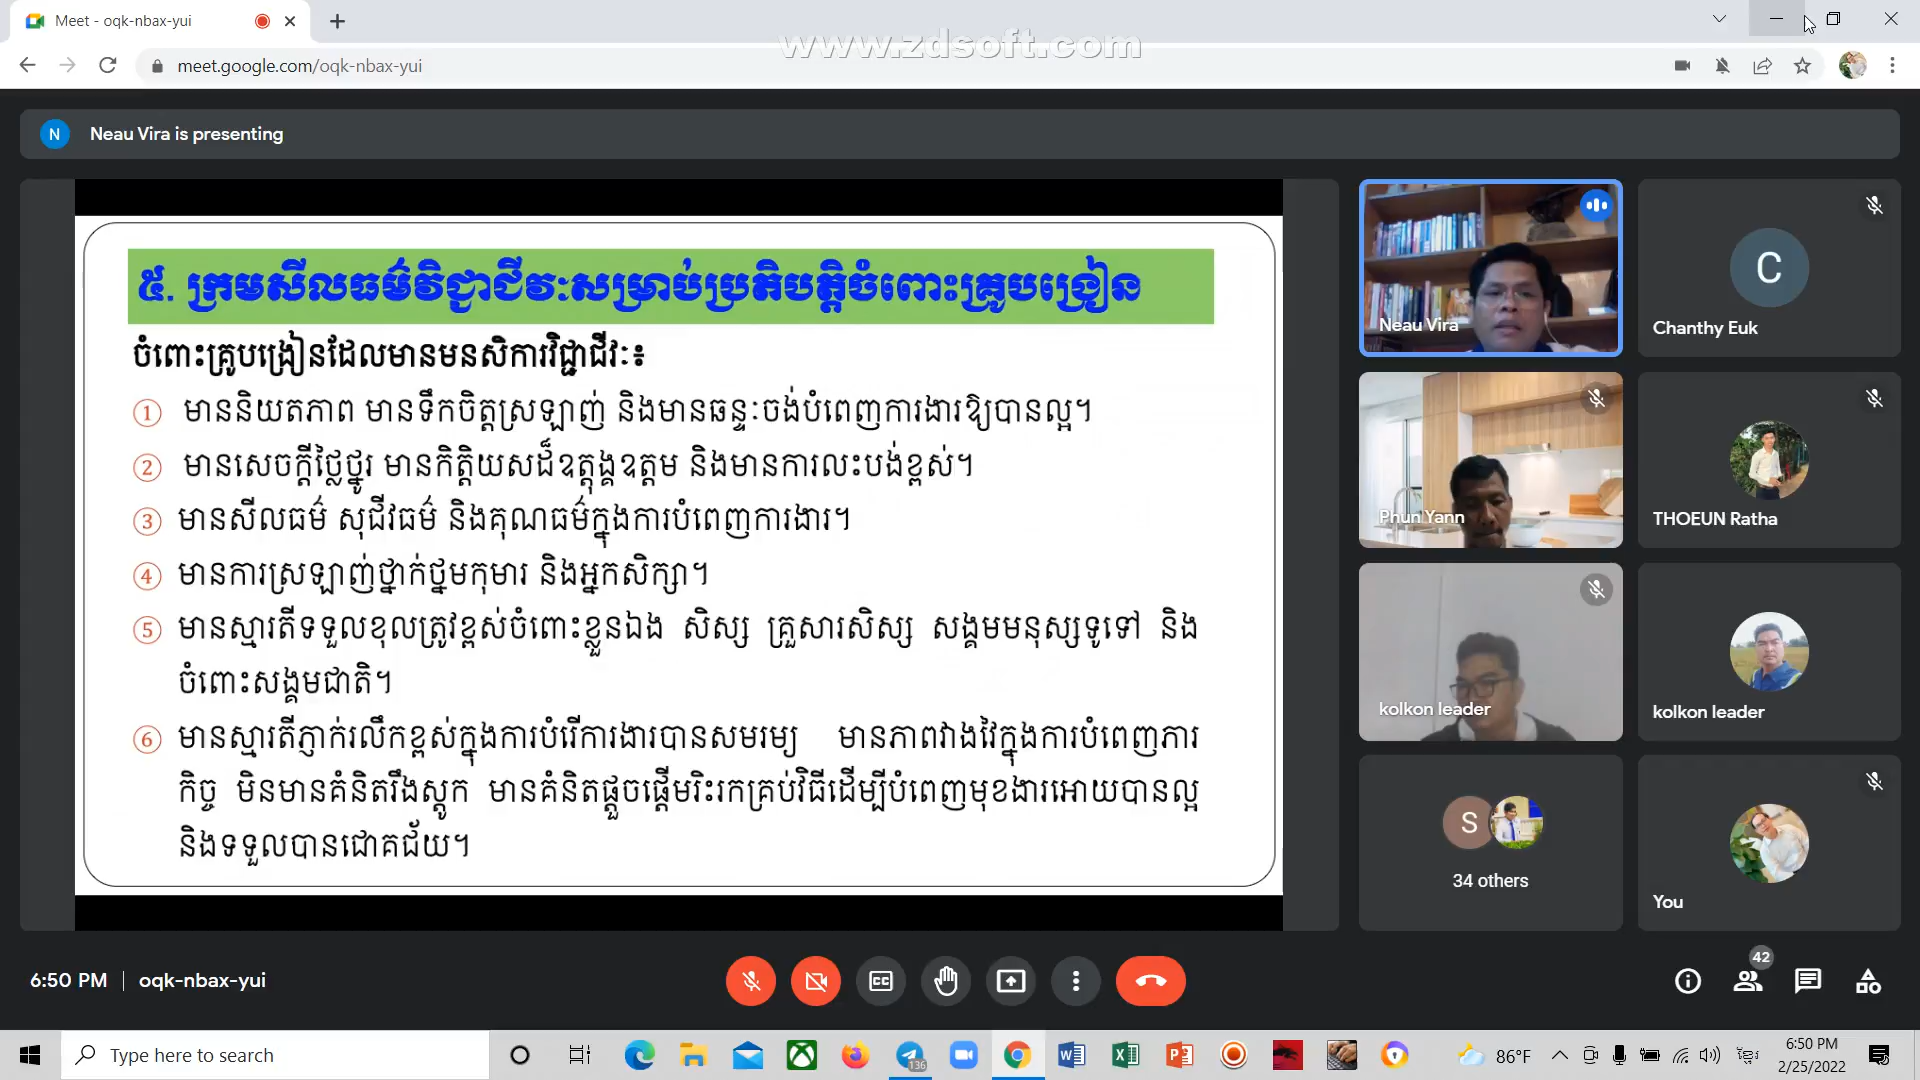 Meet - oqk-nbax-yui
www.zdsoft.com
meet.google.com/oqk-nbax-yui
N Neau Vira is presenting
៥. ក្រមសីលធម៌វិជ្ជាជីវៈសម្រាប់ប្រតិបត្តិចំពោះគ្រូបង្រៀន
ចំពោះគ្រូបង្រៀនដែលមានមនសិការវិជ្ជាជីវៈ៖
1 មាននិយតភាព មានទឹកចិត្តស្រឡាញ់ និងមានឆន្ទៈចង់បំពេញការងារឱ្យបានល្អ។
2 មានសេចក្ដីថ្លៃថ្នូរ មានកិត្តិយសដ៏ឧត្តុង្គឧត្តម និងមានការលះបង់ខ្ពស់។
3 មានសីលធម៌ សុជីវធម៌ និងគុណធម៌ក្នុងការបំពេញការងារ។
4 មានការស្រឡាញ់ថ្នាក់ថ្នមកុមារ និងអ្នកសិក្សា។
5 មានស្មារតីទទួលខុលត្រូវខ្ពស់ចំពោះខ្លួនឯង សិស្ស គ្រួសារសិស្ស សង្គមមនុស្សទូទៅ និង
ចំពោះសង្គមជាតិ។
6 មានស្មារតីភ្ញាក់រលឹកខ្ពស់ក្នុងការបំរើការងារបានសមរម្យ មានភាពវាងវៃក្នុងការបំពេញភារ
កិច្ច មិនមានគំនិតរឹងស្តូក មានគំនិតផ្តួចផ្តើមរិះរកគ្រប់វិធីដើម្បីបំពេញមុខងារអោយបានល្អ
និងទទួលបានជោគជ័យ។
Neau Vira
C
Chanthy Euk
Phun Yann
THOEUN Ratha
kolkon leader
kolkon leader
S
34 others
You
6:50 PM oqk-nbax-yui
42
Type here to search
136
86°F
ខ្មែរ
6:50 PM
2/25/2022